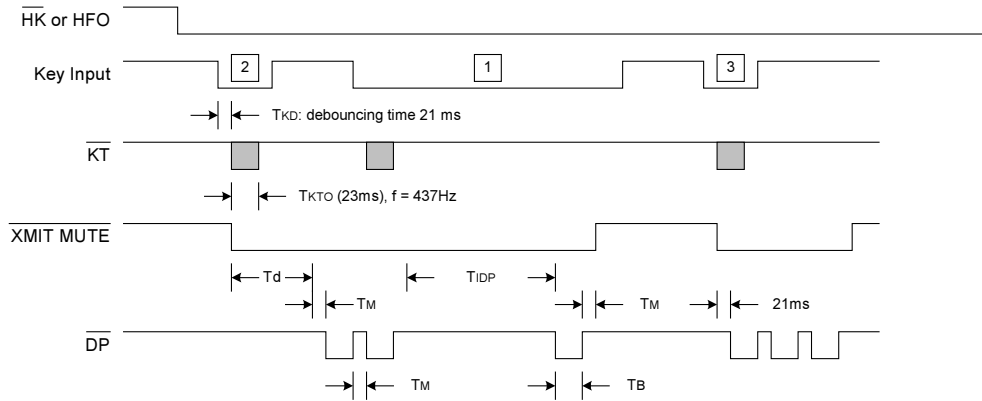 HK or HFO
Key Input
2
1
3
TKD: debouncing time 21 ms
KT
TKTO (23ms), f = 437Hz
XMIT MUTE
Td
TIDP
TM
TM
21ms
DP
TM
TB